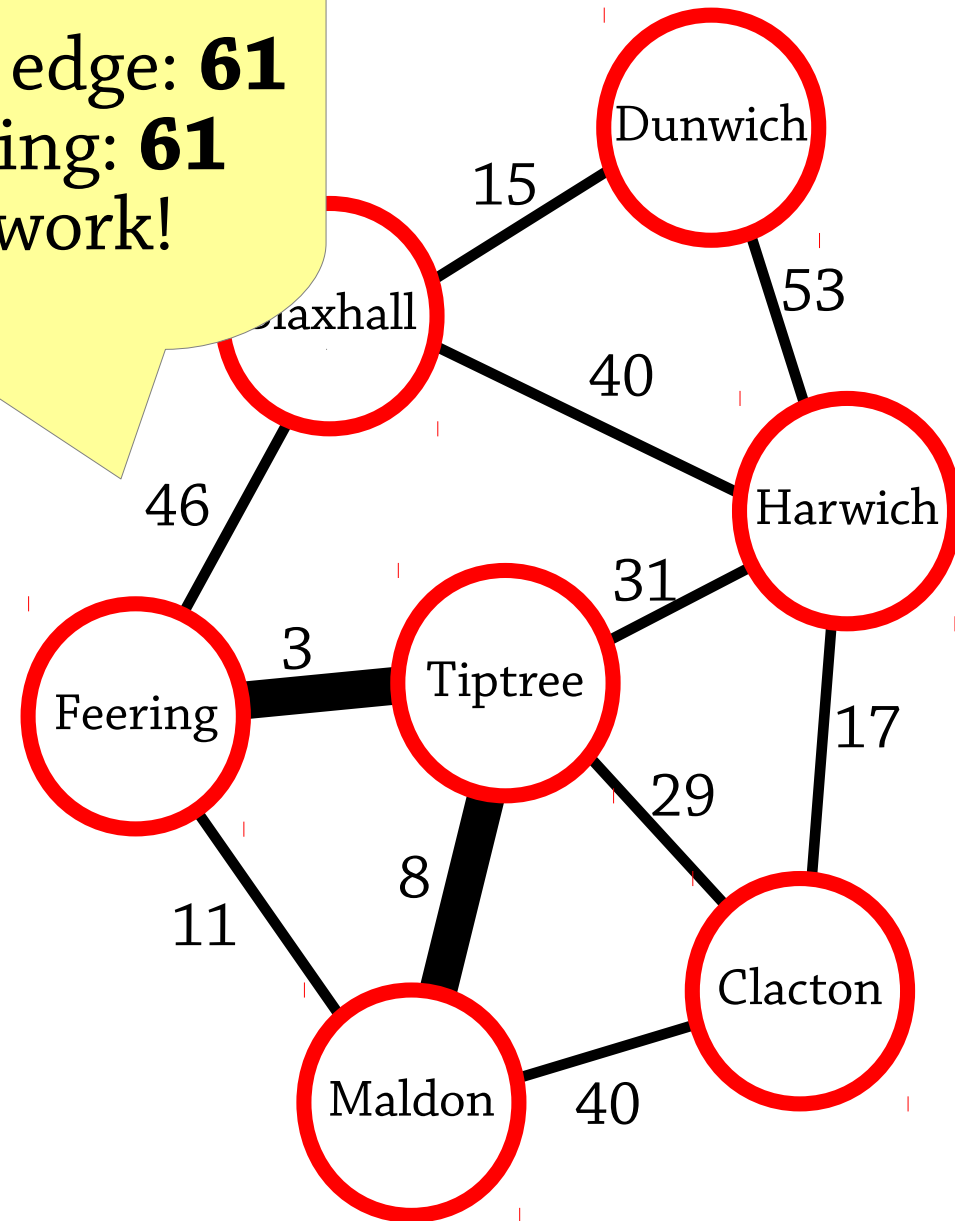 edge: 61
ing: 61
work!
Dunwich
15
53
laxhall
40
46
Harwich
31
3
Tiptree
Feering
17
29
8
11
Clacton
Maldon
40